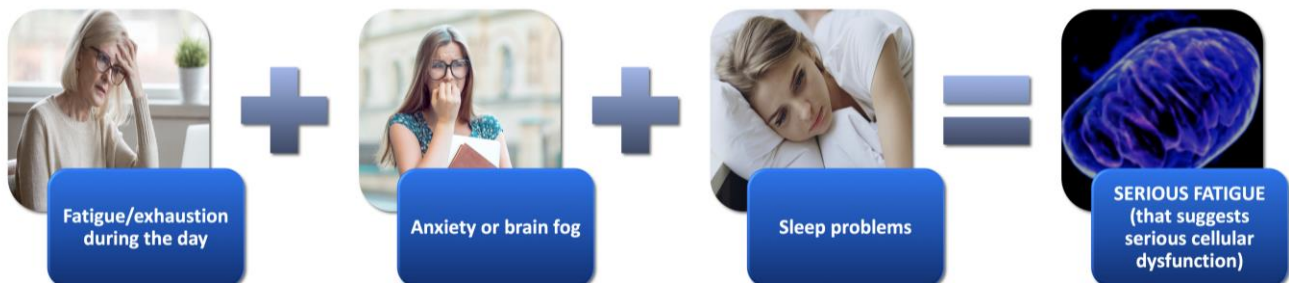 Fatigue/exhaustion
during the day
Anxiety or brain fog
Sleep problems
SERIOUS FATIGUE
(that suggests
serious cellular
dysfunction)